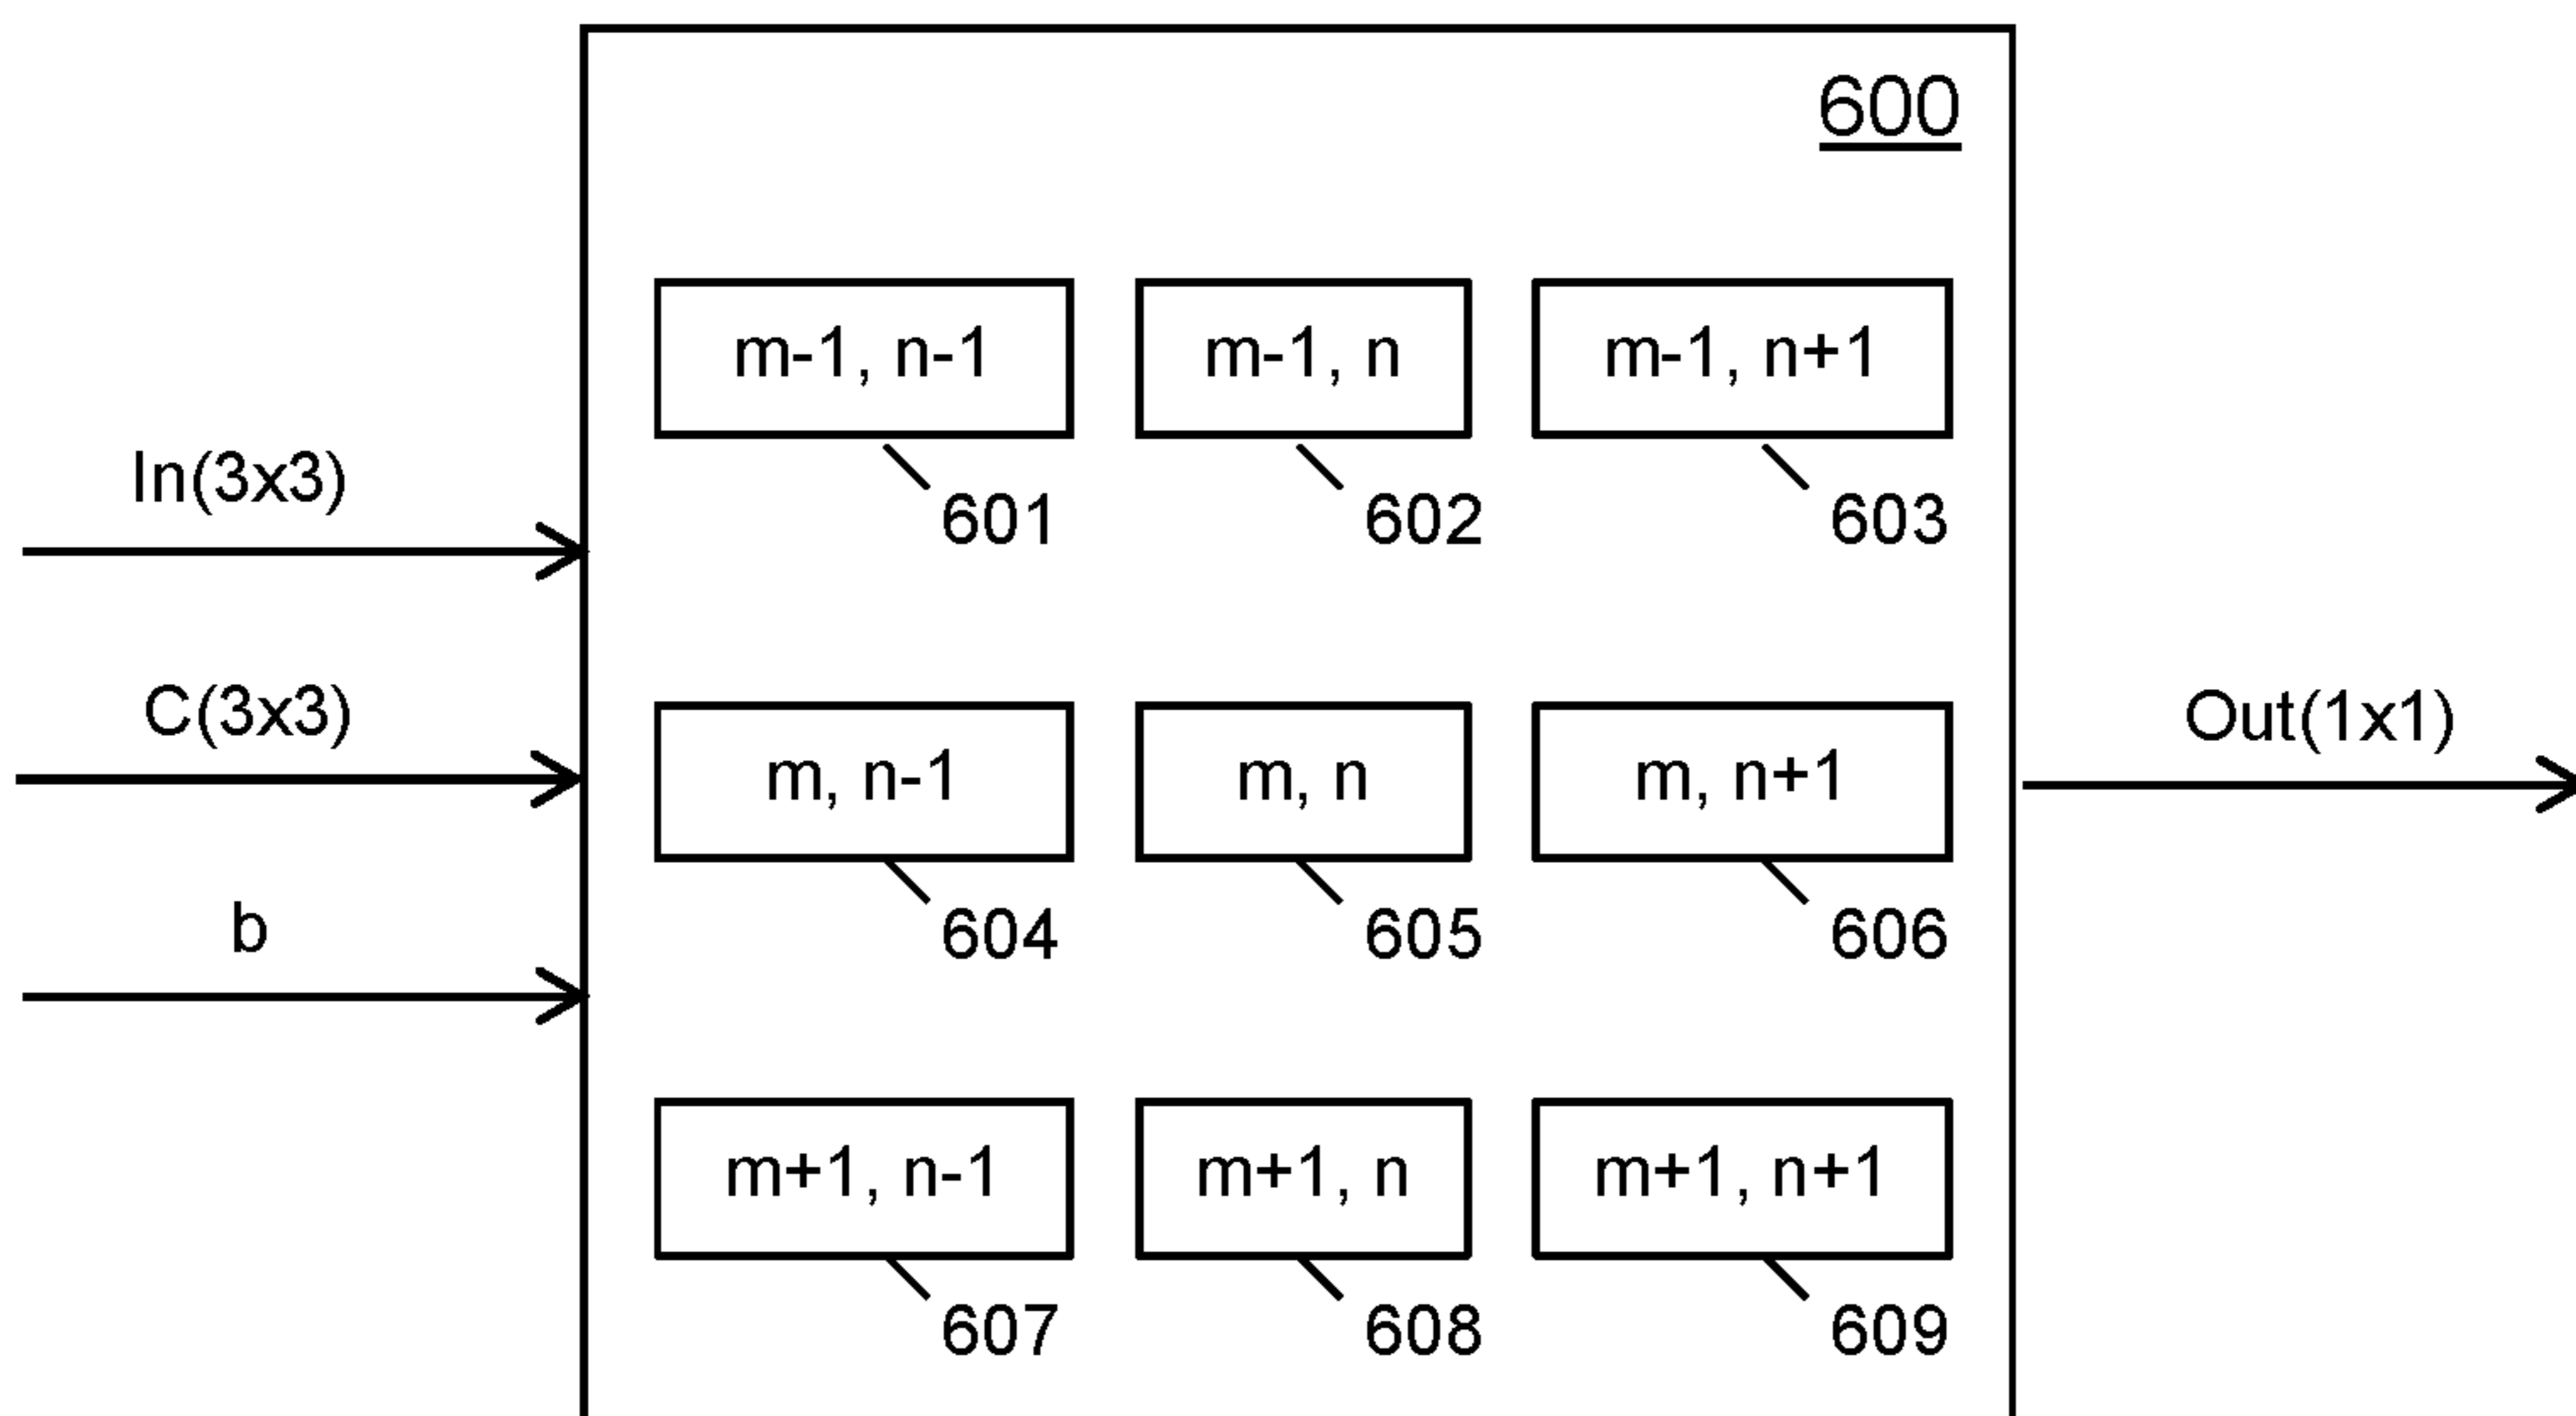 600
m-1, n-1
m-1, n
m-1, n+1
In(3x3)
601
602
603
C(3x3)
m, n-1
m, n
m, n+1
Out(1x1)
b
604
605
606
m+1, n-1
m+1, n
m+1, n+1
607
608
609